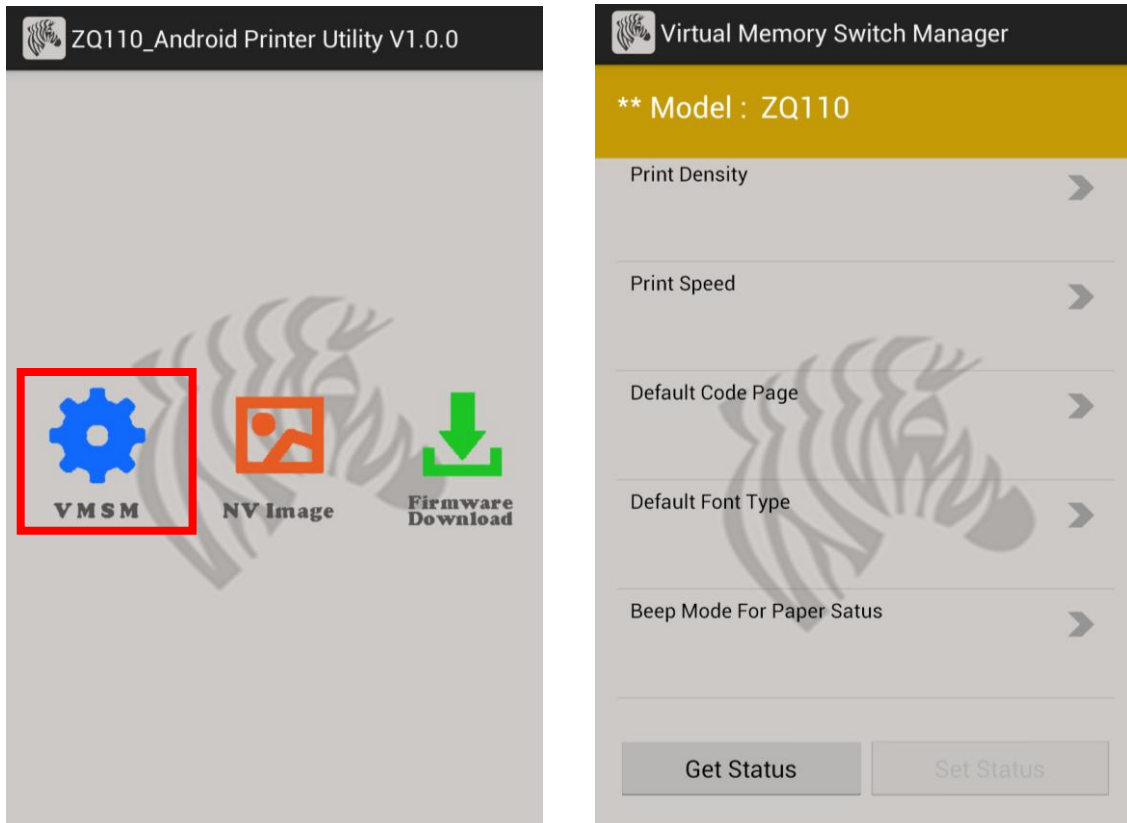 ZQ110_Android Printer Utility V1.0.0
VMSM
NV Image
Firmware
Download
Virtual Memory Switch Manager
** Model : ZQ110
Print Density
Print Speed
Default Code Page
Default Font Type
Beep Mode For Paper Satus
Get Status
Set Status